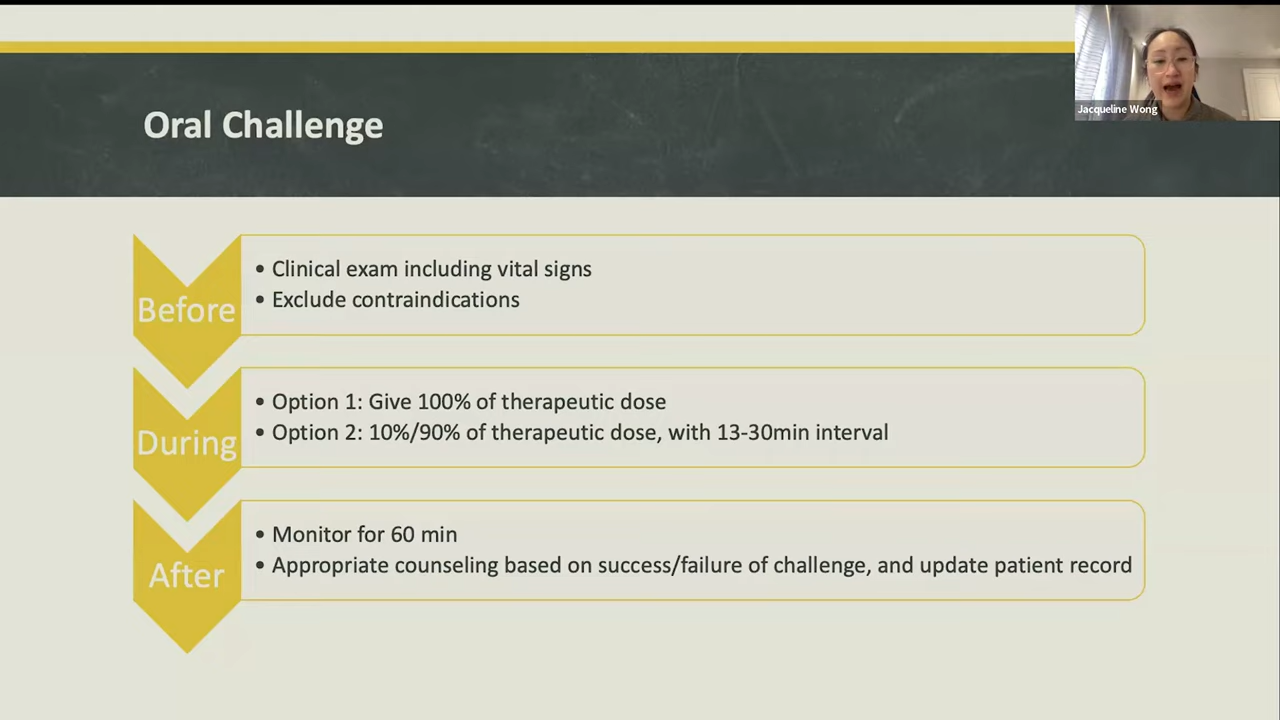 Jacqueline Wong
Oral Challenge
Before
• Clinical exam including vital signs
• Exclude contraindications
During
• Option 1: Give 100% of therapeutic dose
• Option 2: 10%/90% of therapeutic dose, with 13-30min interval
After
• Monitor for 60 min
• Appropriate counseling based on success/failure of challenge, and update patient record